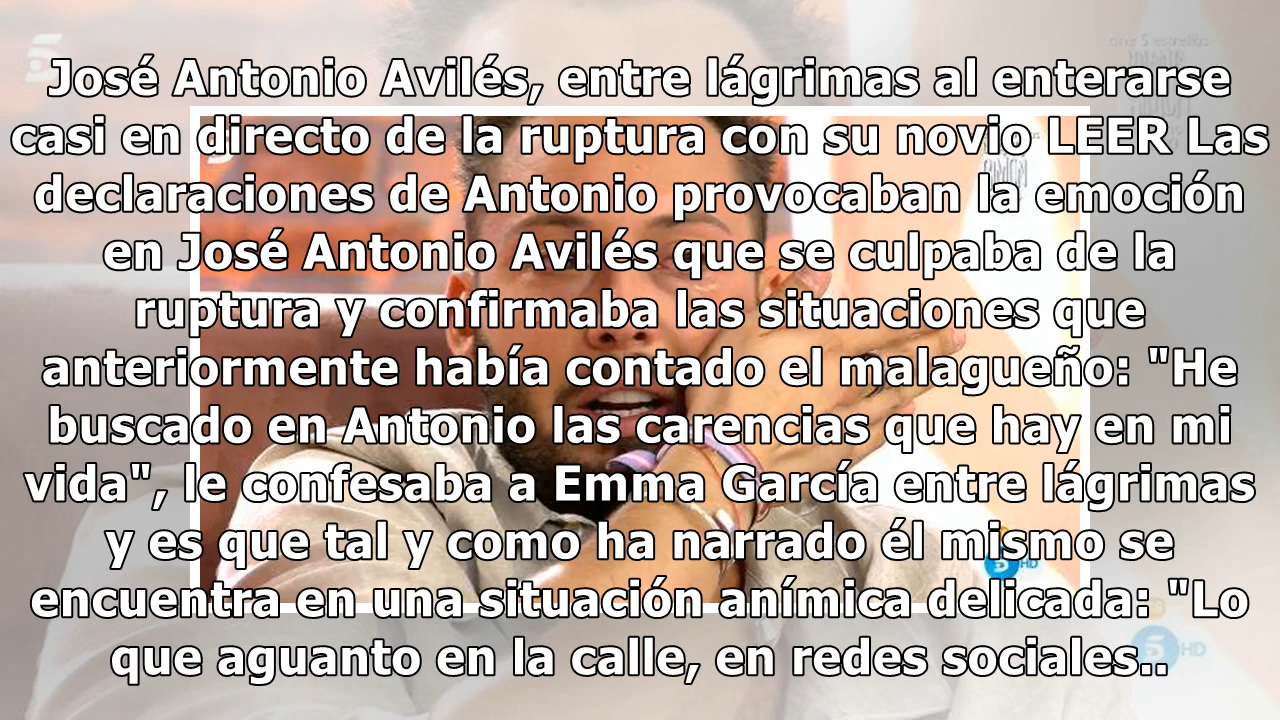 José Antonio Avilés, entre lágrimas al enterarse
casi en directo de la ruptura con su novio LEER Las
declaraciones de Antonio provocaban la emoción
en José Antonio Avilés que se culpaba de la
ruptura y confirmaba las situaciones que
anteriormente había contado el malagueño: "He
buscado en Antonio las carencias que hay en mi
vida", le confesaba a Emma García entre lágrimas
y es que tal y como ha narrado él mismo se
encuentra en una situación anímica delicada: "Lo
que aguanto en la calle, en redes sociales..
5 HD
5 HD